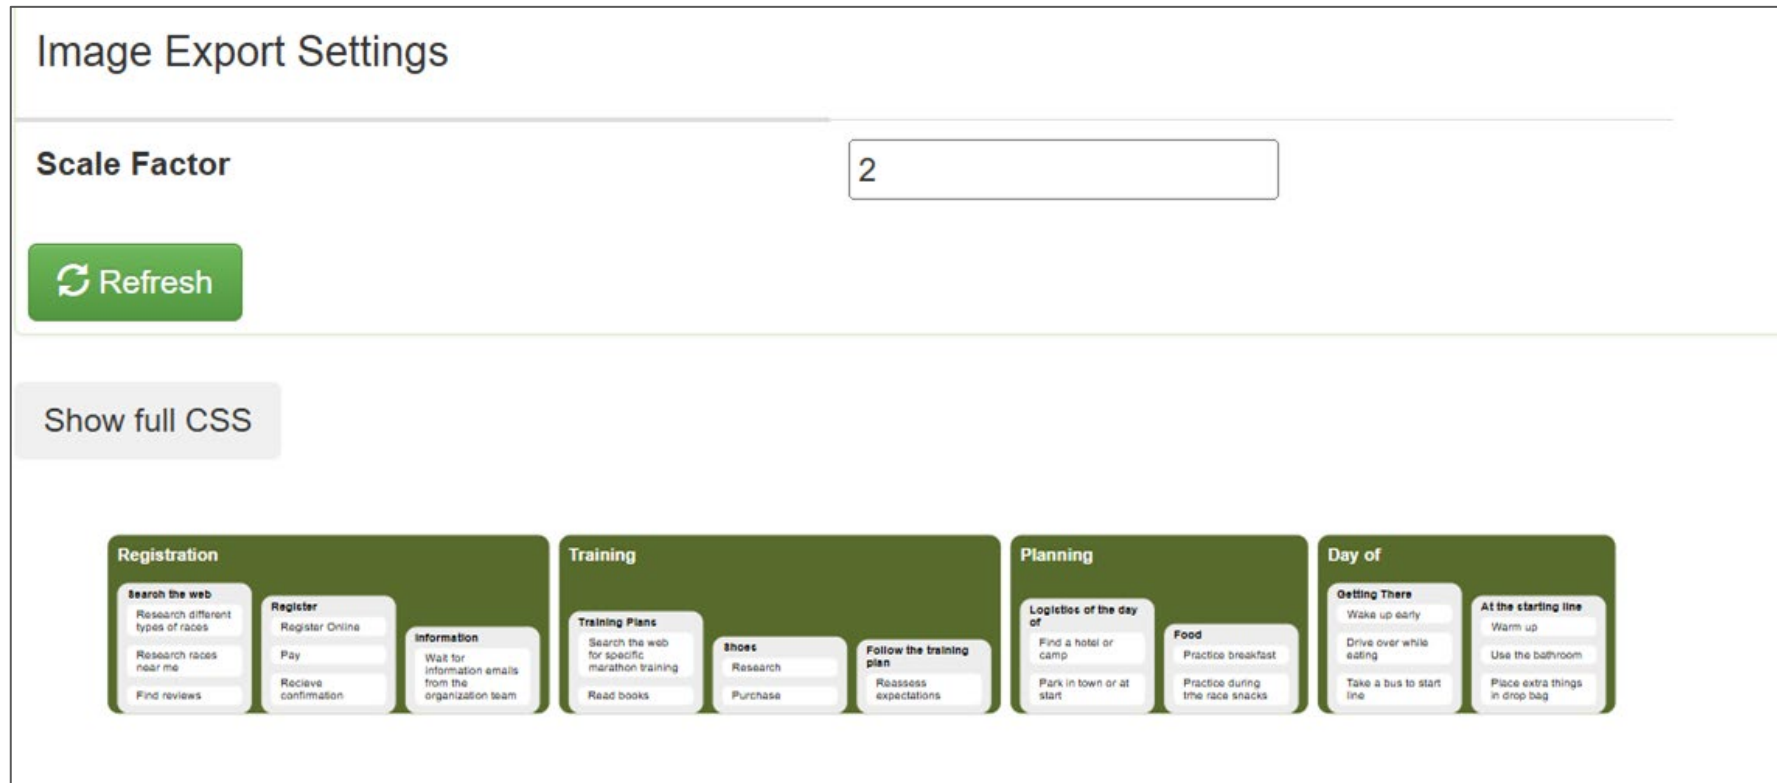 Image Export Settings
Scale Factor
2
Refresh
Show full CSS
Registration
Search the web
Research different
types of races
Research races
near me
Find reviews
Register
Register Online
Pay
Recieve
confirmation
Information
Wait for
information emails
from the
organization team
Training
Training Plans
Search the web
for specific
marathon training
Read books
Shoes
Research
Purchase
Follow the training
plan
Reassess
expectations
Planning
Logistics of the day
of
Find a hotel or
camp
Park in town or at
start
Food
Practice breakfast
Practice during
tme race snacks
Day of
Getting There
Wake up early
Drive over while
eating
Take a bus to start
line
At the starting line
Warm up
Use the bathroom
Place extra things
in drop bag